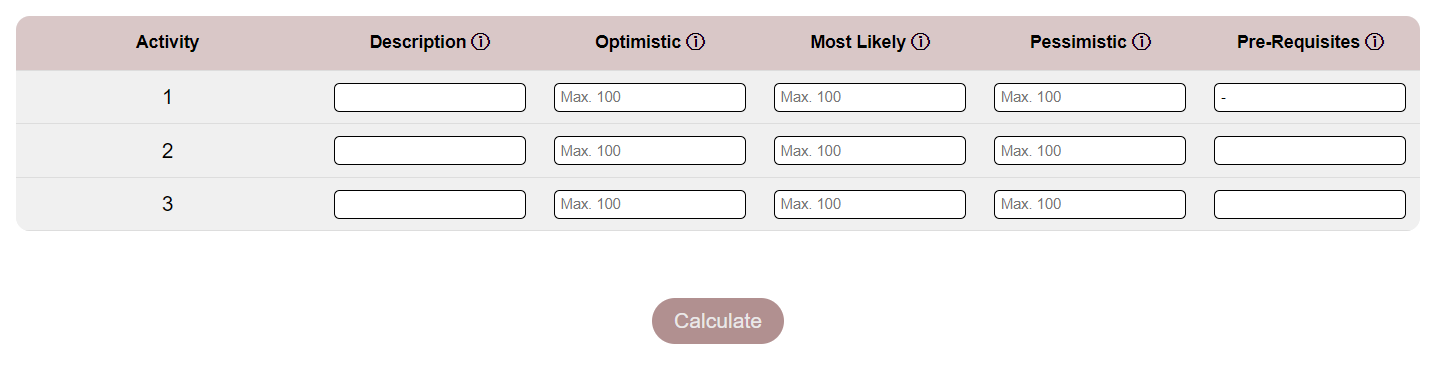 Activity Description ⓘ Optimistic ⓘ Most Likely ⓘ Pessimistic ⓘ Pre-Requisites ⓘ
1 Max. 100 Max. 100 Max. 100 -
2 Max. 100 Max. 100 Max. 100
3 Max. 100 Max. 100 Max. 100
Calculate